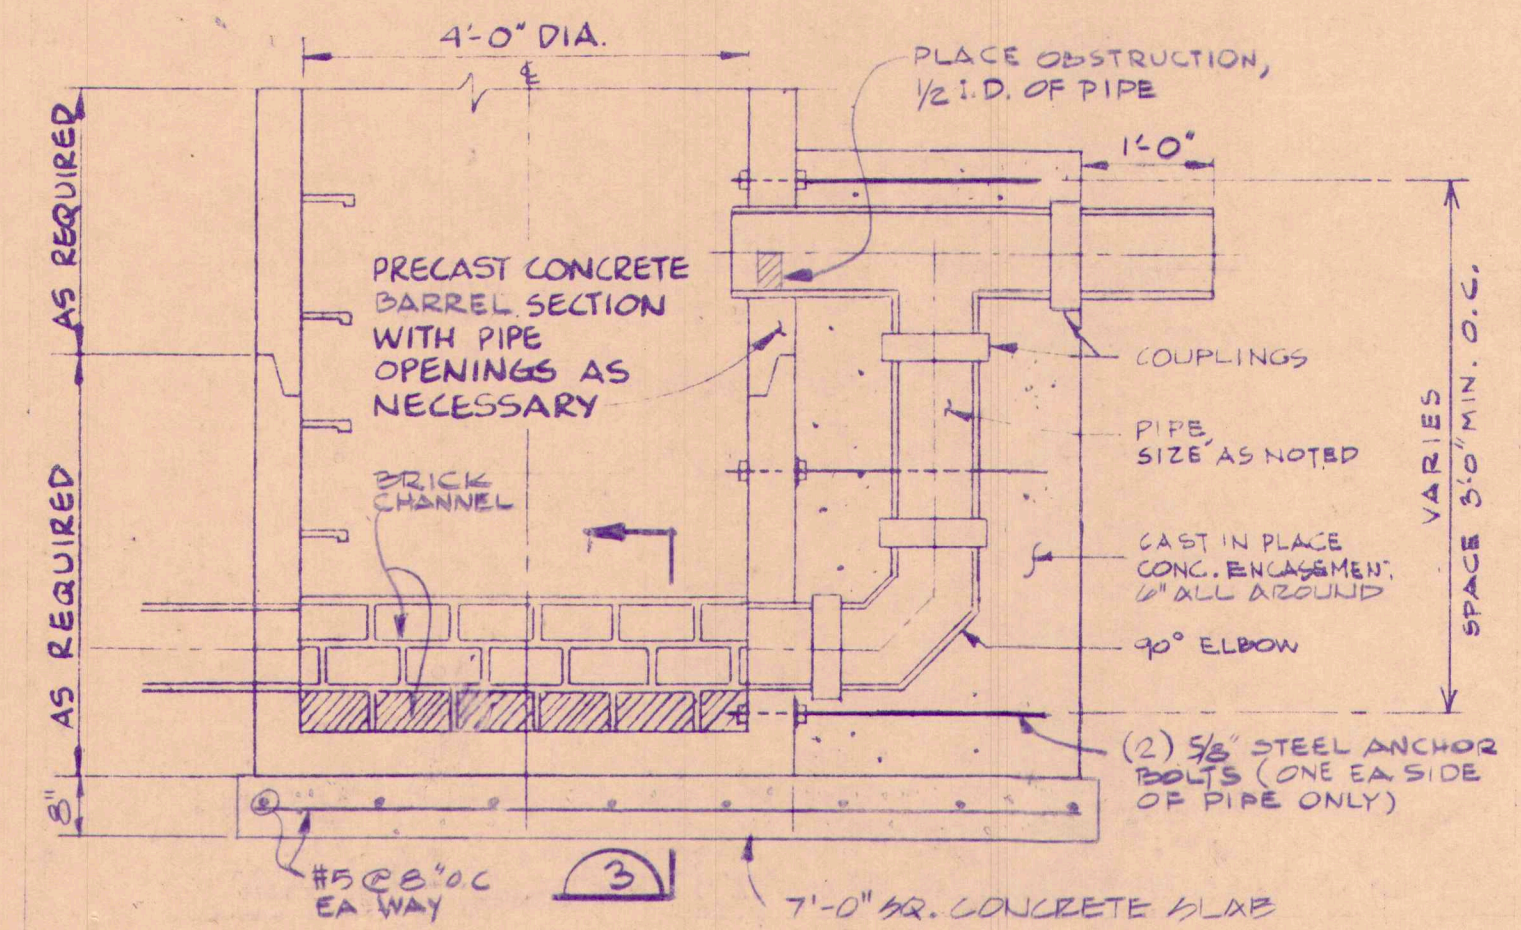 4'-0" DIA.
℄
PLACE OBSTRUCTION,
1/2 I.D. OF PIPE
1'-0"
AS REQUIRED
PRECAST CONCRETE
BARREL SECTION
WITH PIPE
OPENINGS AS
NECESSARY
COUPLINGS
PIPE,
SIZE AS NOTED
BRICK
CHANNEL
CAST IN PLACE
CONC. ENCASEMENT,
6" ALL AROUND
90° ELBOW
VARIES
SPACE 3'-0" MIN. O.C.
AS REQUIRED
(2) 5/8" STEEL ANCHOR
BOLTS (ONE EA SIDE
OF PIPE ONLY)
8"
#5 @ 8" O.C
EA WAY
3
7'-0" SQ. CONCRETE SLAB